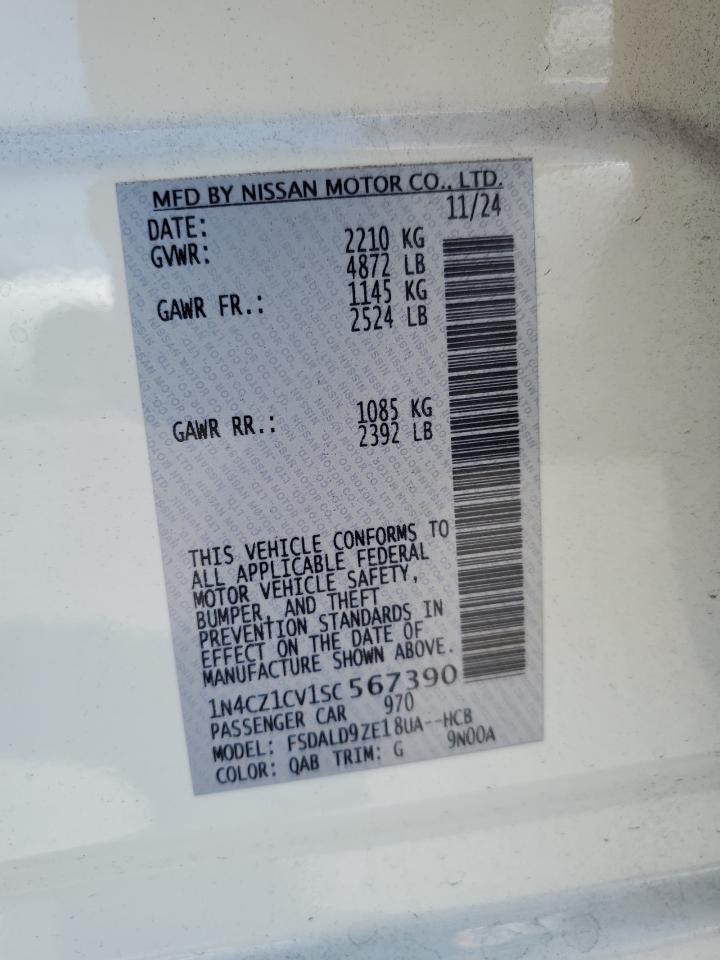 MFD BY NISSAN MOTOR CO., LTD.
DATE: 11/24
GVWR: 2210 KG
4872 LB
GAWR FR.: 1145 KG
2524 LB
GAWR RR.: 1085 KG
2392 LB
THIS VEHICLE CONFORMS TO
ALL APPLICABLE FEDERAL
MOTOR VEHICLE SAFETY,
BUMPER, AND THEFT
PREVENTION STANDARDS IN
EFFECT ON THE DATE OF
MANUFACTURE SHOWN ABOVE.
1N4CZ1CV1SC567390
PASSENGER CAR 970
MODEL: FSDALD9ZE18UA--HCB
COLOR: QAB TRIM: G 9N00A